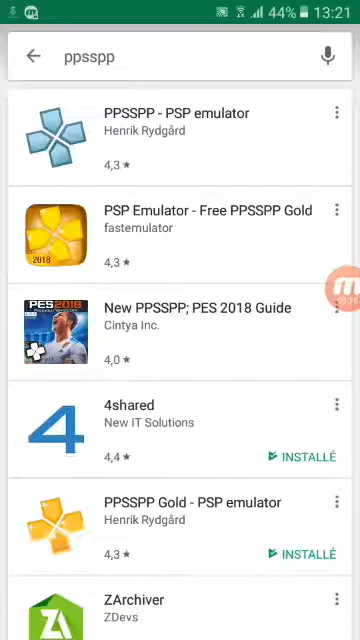 44% 13:21
ppsspp
PPSSPP - PSP emulator
Henrik Rydgård
4,3 ★
PSP Emulator - Free PPSSPP Gold
fastemulator
2018
4,3 ★
PES2018
New PPSSPP; PES 2018 Guide
Cintya Inc.
4,0 ★
4
4shared
New IT Solutions
4,4 ★
INSTALLÉ
PPSSPP Gold - PSP emulator
Henrik Rydgård
4,3 ★
INSTALLÉ
ZArchiver
ZDevs